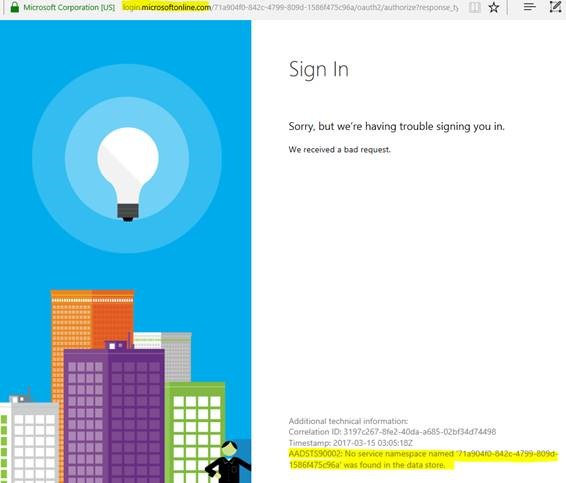 Microsoft Corporation [US] login.microsoftonline.com/71a904f0-842c-4799-809d-1586f475c96a/oauth2/authorize?response_ty
Sign In
Sorry, but we're having trouble signing you in.
We received a bad request.
Additional technical information:
Correlation ID: 3197c267-8fe2-40da-a685-02bf34d74498
Timestamp: 2017-03-15 03:05:18Z
AADSTS90002: No service namespace named '71a904f0-842c-4799-809d-
1586f475c96a' was found in the data store.